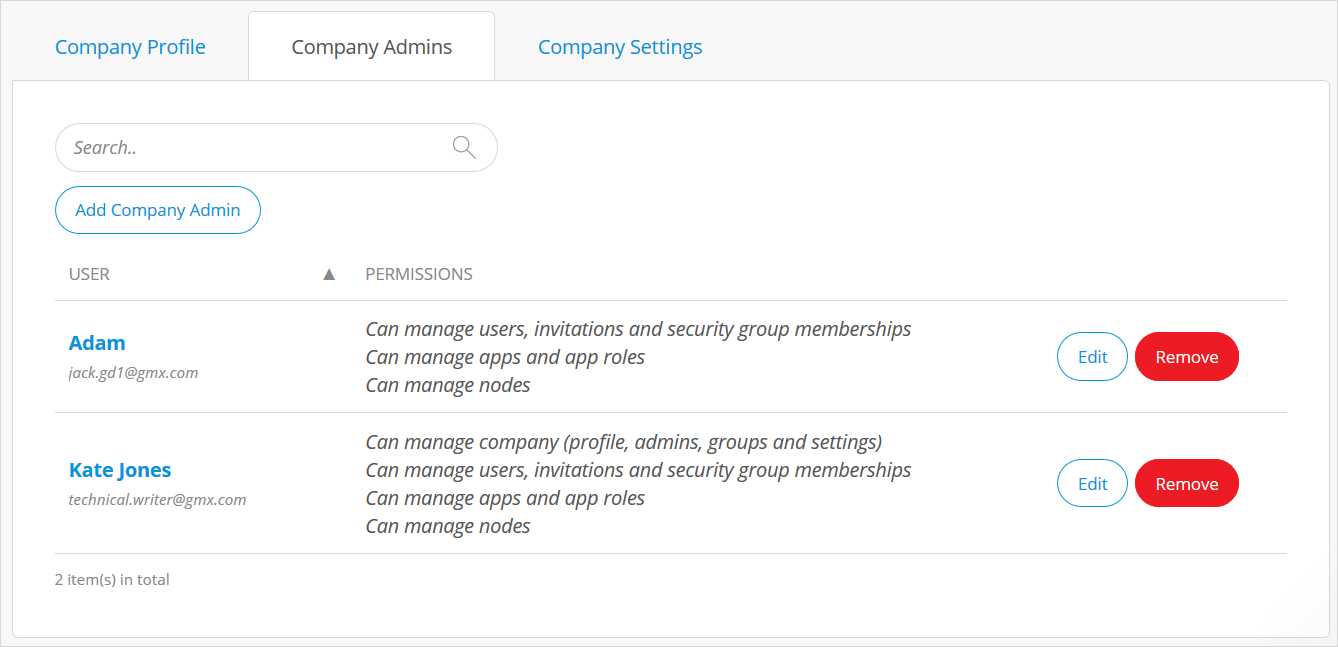 Company Profile
Company Admins
Company Settings
Search..
Add Company Admin
USER ▲ PERMISSIONS
Adam
jack.gd1@gmx.com
Can manage users, invitations and security group memberships
Can manage apps and app roles
Can manage nodes
Edit
Remove
Kate Jones
technical.writer@gmx.com
Can manage company (profile, admins, groups and settings)
Can manage users, invitations and security group memberships
Can manage apps and app roles
Can manage nodes
Edit
Remove
2 item(s) in total